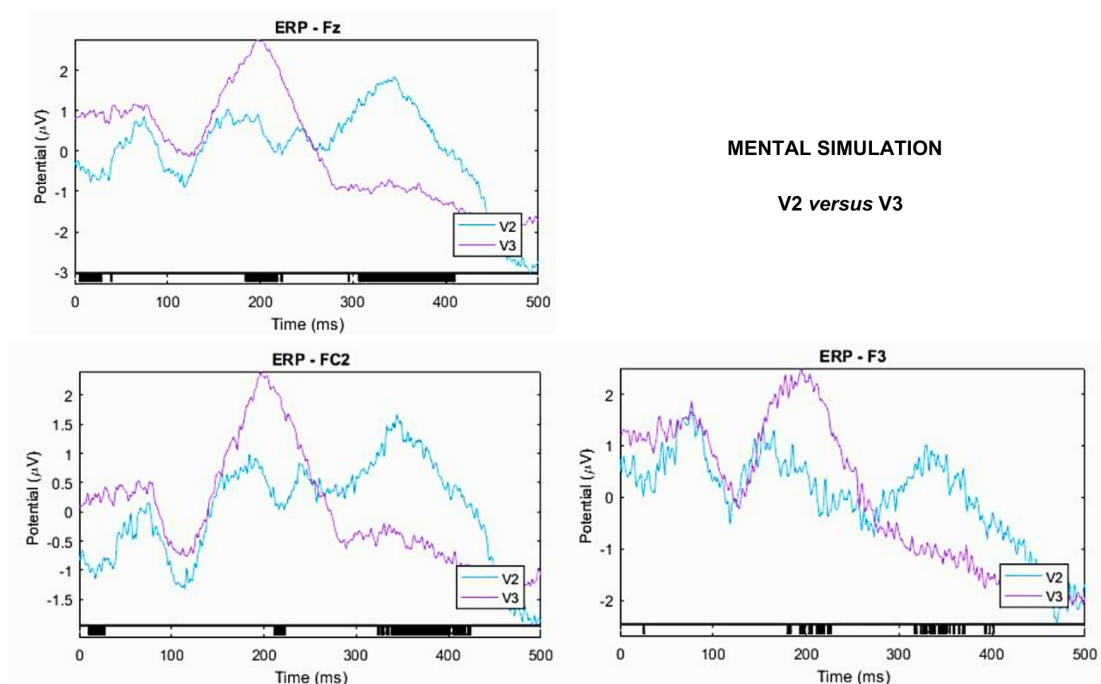 ERP - Fz
2
1
0
-1
-2
-3
Potential (μV)
V2
V3
0 100 200 300 400 500
Time (ms)
MENTAL SIMULATION
V2 versus V3
ERP - FC2
2
1.5
1
0.5
0
-0.5
-1
-1.5
Potential (μV)
V2
V3
0 100 200 300 400 500
Time (ms)
ERP - F3
2
1
0
-1
-2
Potential (μV)
V2
V3
0 100 200 300 400 500
Time (ms)